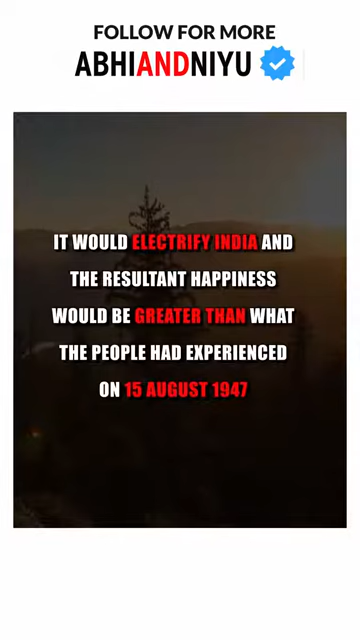 FOLLOW FOR MORE
ABHIANDNIYU
IT WOULD ELECTRIFY INDIA AND
THE RESULTANT HAPPINESS
WOULD BE GREATER THAN WHAT
THE PEOPLE HAD EXPERIENCED
ON 15 AUGUST 1947